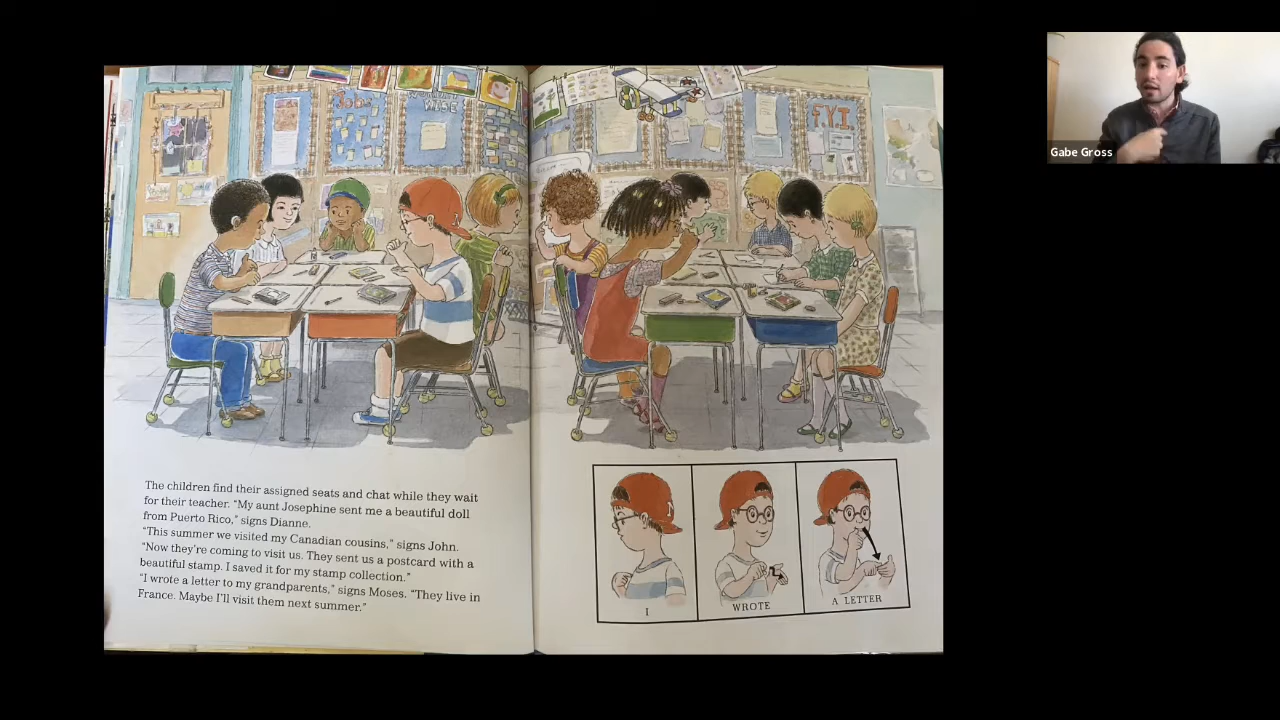 Gabe Gross
Jobs
WISE
FYI
The children find their assigned seats and chat while they wait
for their teacher. “My aunt Josephine sent me a beautiful doll
from Puerto Rico,” signs Dianne.
“This summer we visited my Canadian cousins,” signs John.
“Now they’re coming to visit us. They sent us a postcard with a
beautiful stamp. I saved it for my stamp collection.”
“I wrote a letter to my grandparents,” signs Moses. “They live in
France. Maybe I’ll visit them next summer.”
I
WROTE
A LETTER